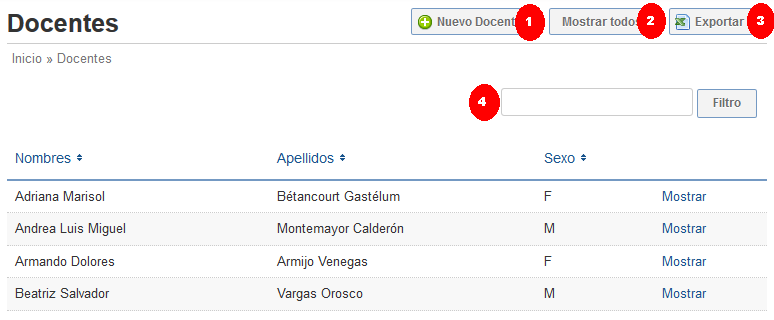 Docentes
Nuevo Docent 1 Mostrar todos 2 Exportar 3
Inicio » Docentes
4 Filtro
Nombres Apellidos Sexo
Adriana Marisol Bétancourt Gastélum F Mostrar
Andrea Luis Miguel Montemayor Calderón M Mostrar
Armando Dolores Armijo Venegas F Mostrar
Beatriz Salvador Vargas Orosco M Mostrar